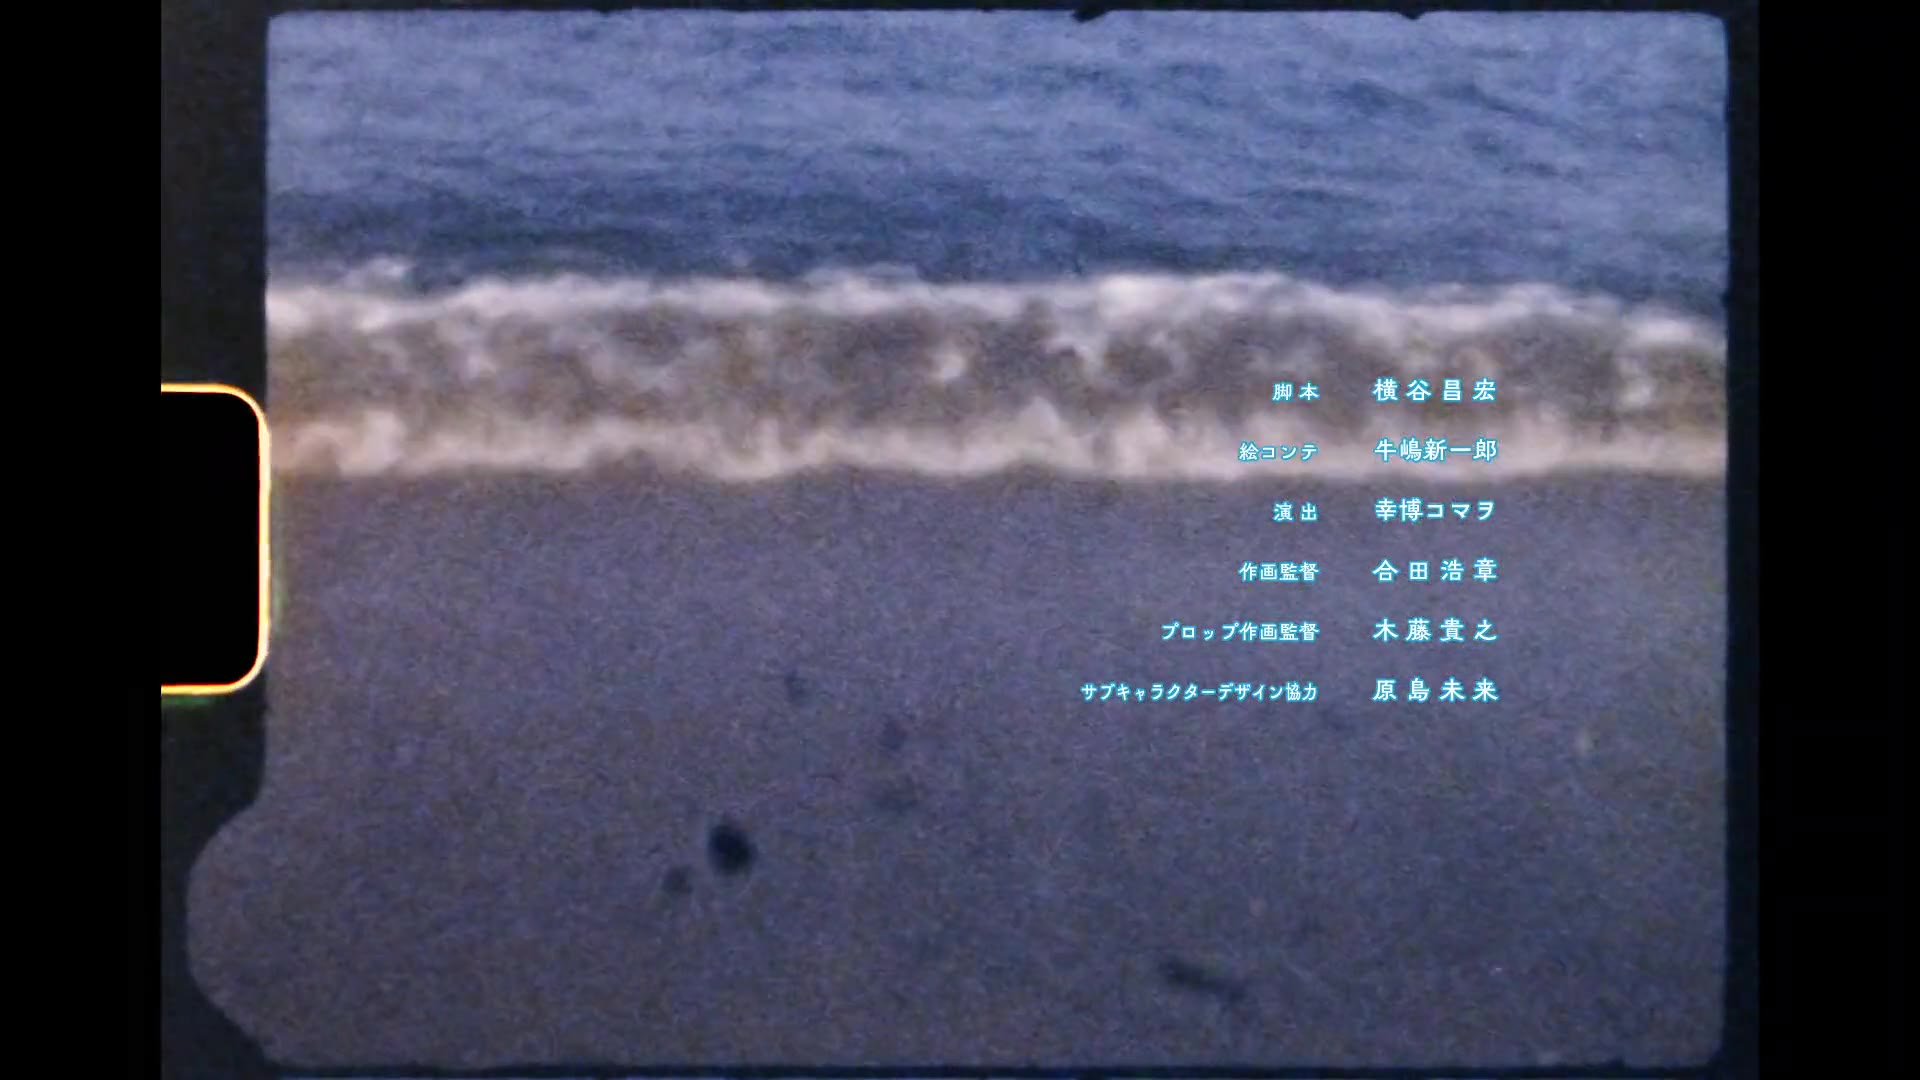 脚本 横谷昌宏
絵コンテ 牛嶋新一郎
演出 幸博コマヲ
作画監督 合田浩章
プロップ作画監督 木藤貴之
サブキャラクターデザイン協力 原島未来